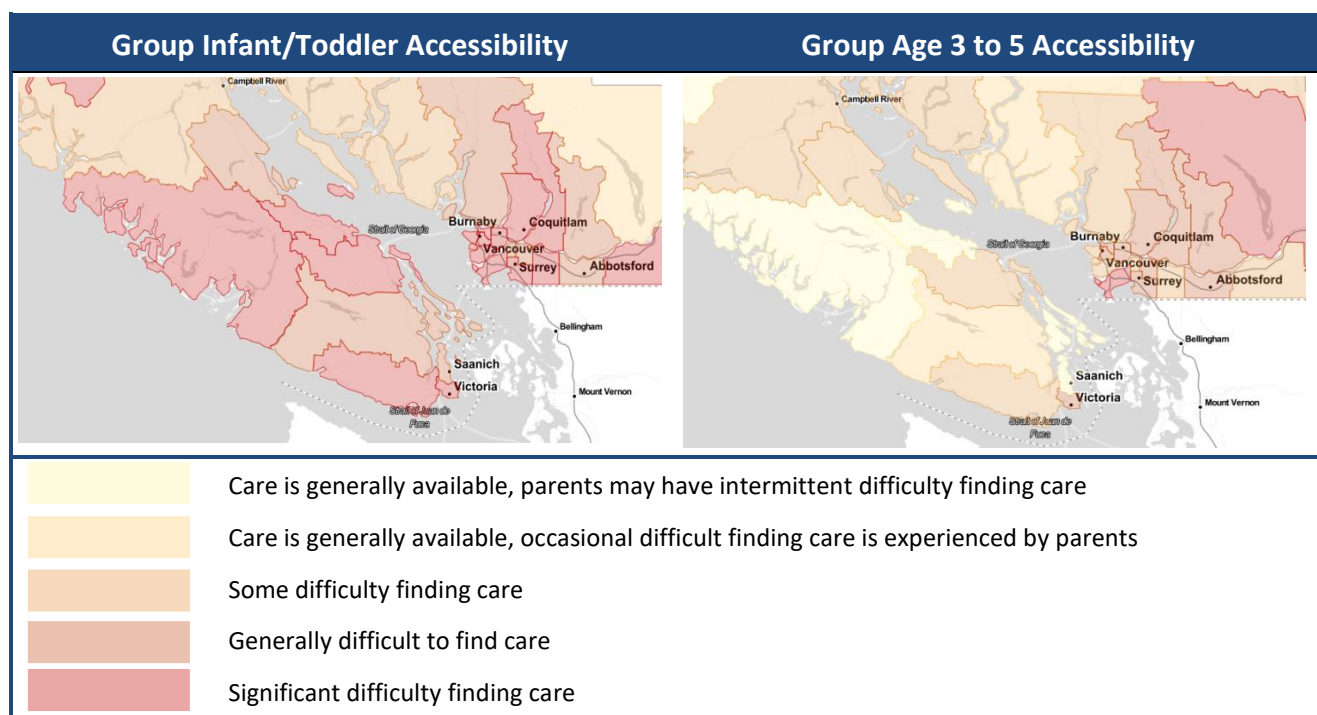 Group Infant/Toddler Accessibility
Group Age 3 to 5 Accessibility
Campbell River
Strait of Georgia
Burnaby
Coquitlam
Vancouver
Surrey
Abbotsford
Bellingham
Saanich
Victoria
Mount Vernon
Strait of Juan de
Fuca
Campbell River
Strait of Georgia
Burnaby
Coquitlam
Vancouver
Surrey
Abbotsford
Bellingham
Saanich
Victoria
Mount Vernon
Strait of Juan de
Fuca
Care is generally available, parents may have intermittent difficulty finding care
Care is generally available, occasional difficult finding care is experienced by parents
Some difficulty finding care
Generally difficult to find care
Significant difficulty finding care